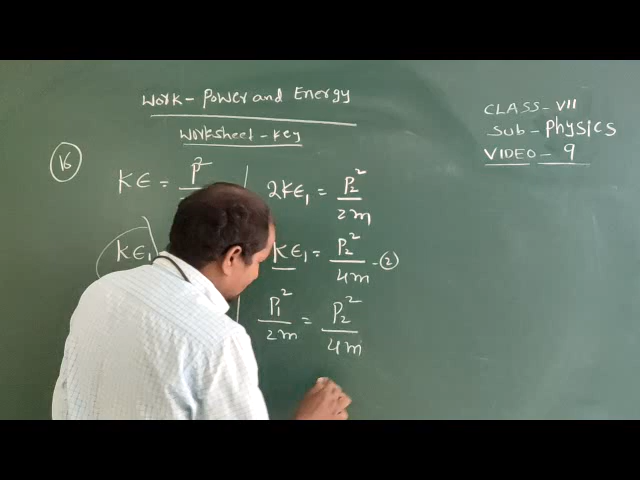 Work - Power and Energy
Worksheet - Key
CLASS - VII
Sub - Physics
VIDEO - 9
16
KE = P²
2KE₁ = P₂²/2m
KE₁
KE₁ = P₂²/4m - ②
P₁²/2m = P₂²/4m